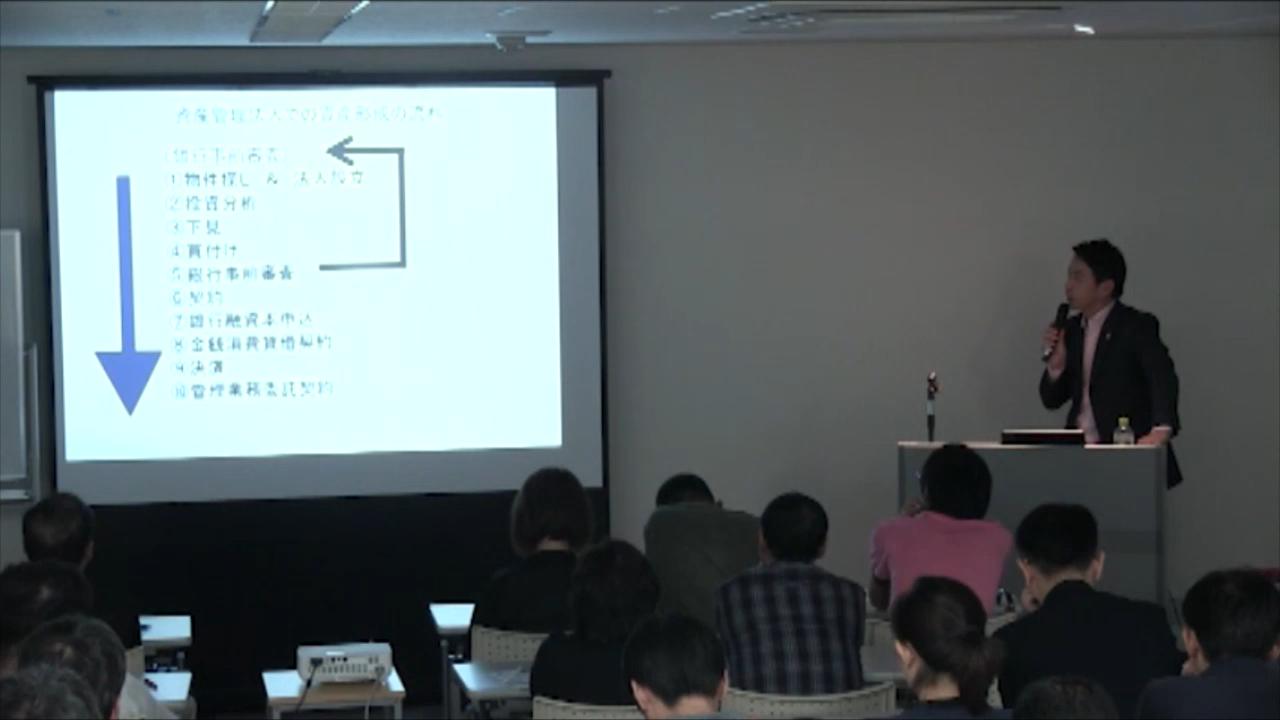 資産管理法人での資産形成の流れ
(銀行事前審査)
①物件探し & 法人設立
②投資分析
③下見
④買付け
⑤銀行事前審査
⑥契約
⑦銀行融資本申込
⑧金銭消費貸借契約
⑨決済
⑩管理業務委託契約